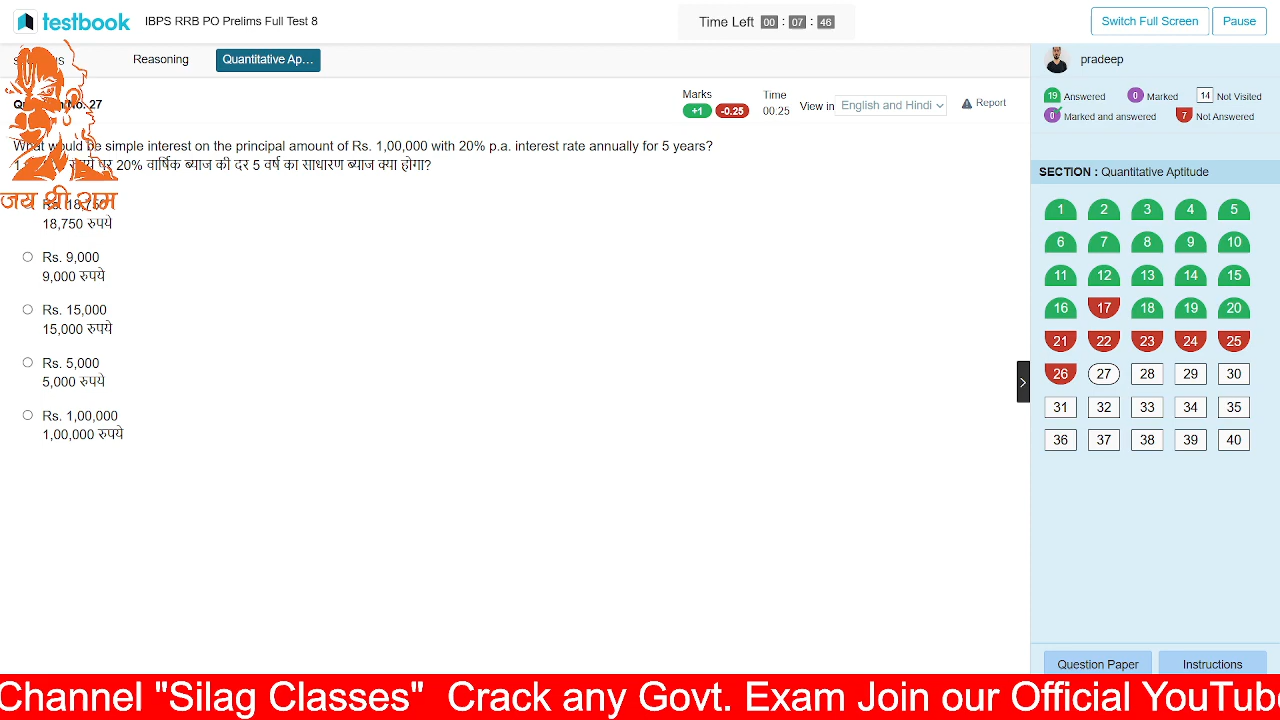 testbook
IBPS RRB PO Prelims Full Test 8
Time Left 00 : 07 : 46
Switch Full Screen
Pause
Reasoning
Quantitative Ap...
pradeep
No. 27
Marks
+1 -0.25
Time
00.25
View in English and Hindi
Report
19 Answered
0 Marked
14 Not Visited
0 Marked and answered
7 Not Answered
What would be simple interest on the principal amount of Rs. 1,00,000 with 20% p.a. interest rate annually for 5 years?
पर 20% वार्षिक ब्याज की दर 5 वर्ष का साधारण ब्याज क्या होगा?
जय श्री राम
Rs. 18,750
18,750 रुपये
Rs. 9,000
9,000 रुपये
Rs. 15,000
15,000 रुपये
Rs. 5,000
5,000 रुपये
Rs. 1,00,000
1,00,000 रुपये
SECTION : Quantitative Aptitude
1 2 3 4 5
6 7 8 9 10
11 12 13 14 15
16 17 18 19 20
21 22 23 24 25
26 27 28 29 30
31 32 33 34 35
36 37 38 39 40
Question Paper
Instructions
Channel "Silag Classes" Crack any Govt. Exam Join our Official YouTub